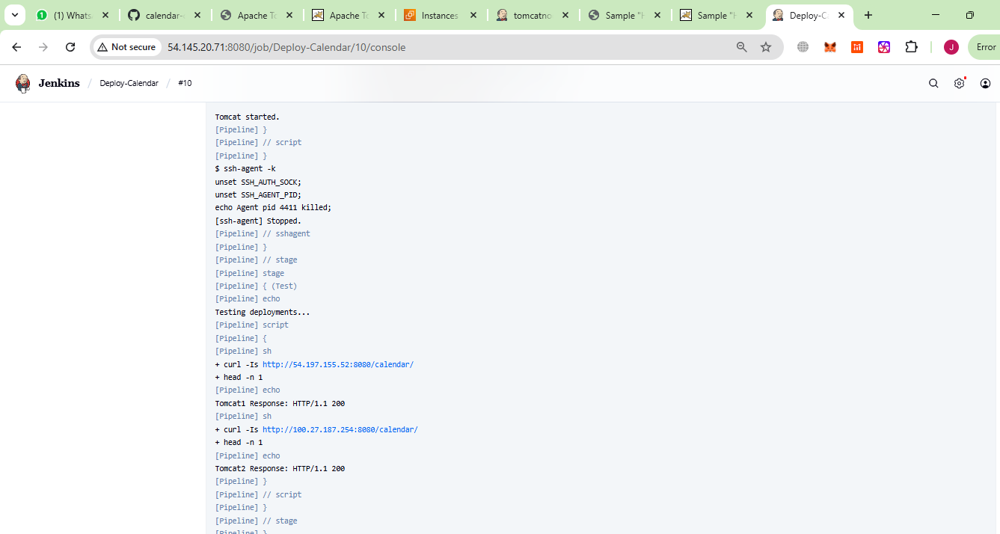 (1) Whats
calendar-
Apache To
Apache To
Instances
tomcatno
Sample "H
Sample "H
Deploy-Ca
Not secure
54.145.20.71:8080/job/Deploy-Calendar/10/console
J
Error
Jenkins / Deploy-Calendar / #10
Tomcat started.
[Pipeline] }
[Pipeline] // script
[Pipeline] }
$ ssh-agent -k
unset SSH_AUTH_SOCK;
unset SSH_AGENT_PID;
echo Agent pid 4411 killed;
[ssh-agent] Stopped.
[Pipeline] // sshagent
[Pipeline] }
[Pipeline] // stage
[Pipeline] stage
[Pipeline] { (Test)
[Pipeline] echo
Testing deployments...
[Pipeline] script
[Pipeline] {
[Pipeline] sh
+ curl -Is http://54.197.155.52:8080/calendar/
+ head -n 1
[Pipeline] echo
Tomcat1 Response: HTTP/1.1 200
[Pipeline] sh
+ curl -Is http://100.27.187.254:8080/calendar/
+ head -n 1
[Pipeline] echo
Tomcat2 Response: HTTP/1.1 200
[Pipeline] }
[Pipeline] // script
[Pipeline] }
[Pipeline] // stage
[Pipeline] }